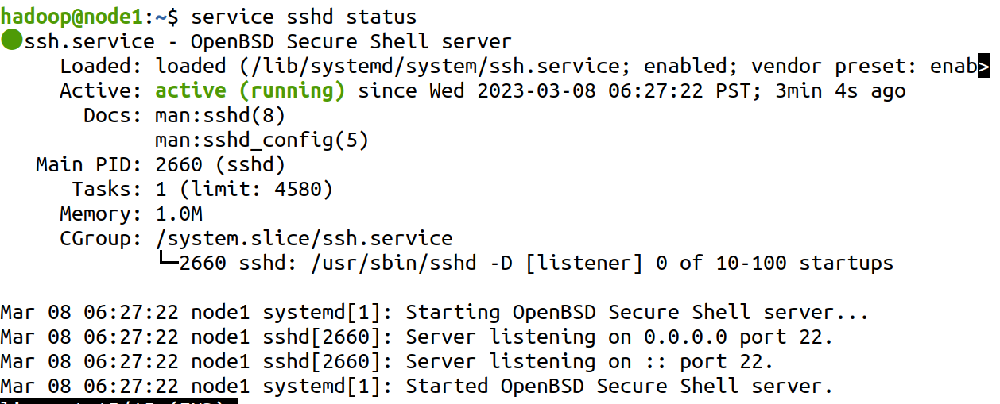 hadoop@node1:~$ service sshd status
●ssh.service - OpenBSD Secure Shell server
Loaded: loaded (/lib/systemd/system/ssh.service; enabled; vendor preset: enab>
Active: active (running) since Wed 2023-03-08 06:27:22 PST; 3min 4s ago
Docs: man:sshd(8)
man:sshd_config(5)
Main PID: 2660 (sshd)
Tasks: 1 (limit: 4580)
Memory: 1.0M
CGroup: /system.slice/ssh.service
└─2660 sshd: /usr/sbin/sshd -D [listener] 0 of 10-100 startups
Mar 08 06:27:22 node1 systemd[1]: Starting OpenBSD Secure Shell server...
Mar 08 06:27:22 node1 sshd[2660]: Server listening on 0.0.0.0 port 22.
Mar 08 06:27:22 node1 sshd[2660]: Server listening on :: port 22.
Mar 08 06:27:22 node1 systemd[1]: Started OpenBSD Secure Shell server.